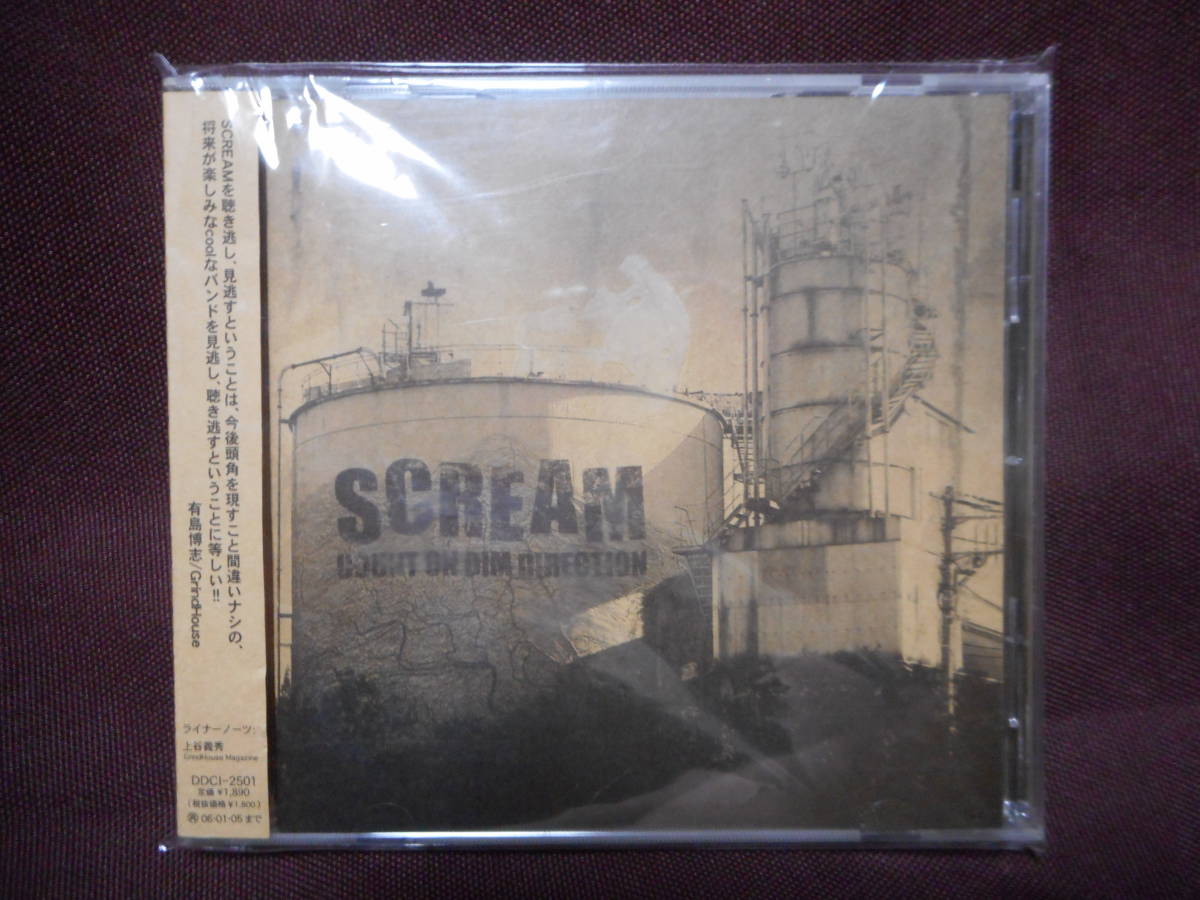 SCREAMを聴き逃し、見逃すということは、今後頭角を現すこと間違いナシの、
将来が楽しみなcoolなバンドを見逃し、聴き逃すということに等しい!!
有島博志//GrindHouse
ライナーノーツ:
上谷義秀
GrindHouse Magazine
DDCI-2501
定価 ¥1,890
(税抜価格 ¥1,800)
㋙ 06・01・05まで
SCREAM
COUNT ON DIM DIRECTION